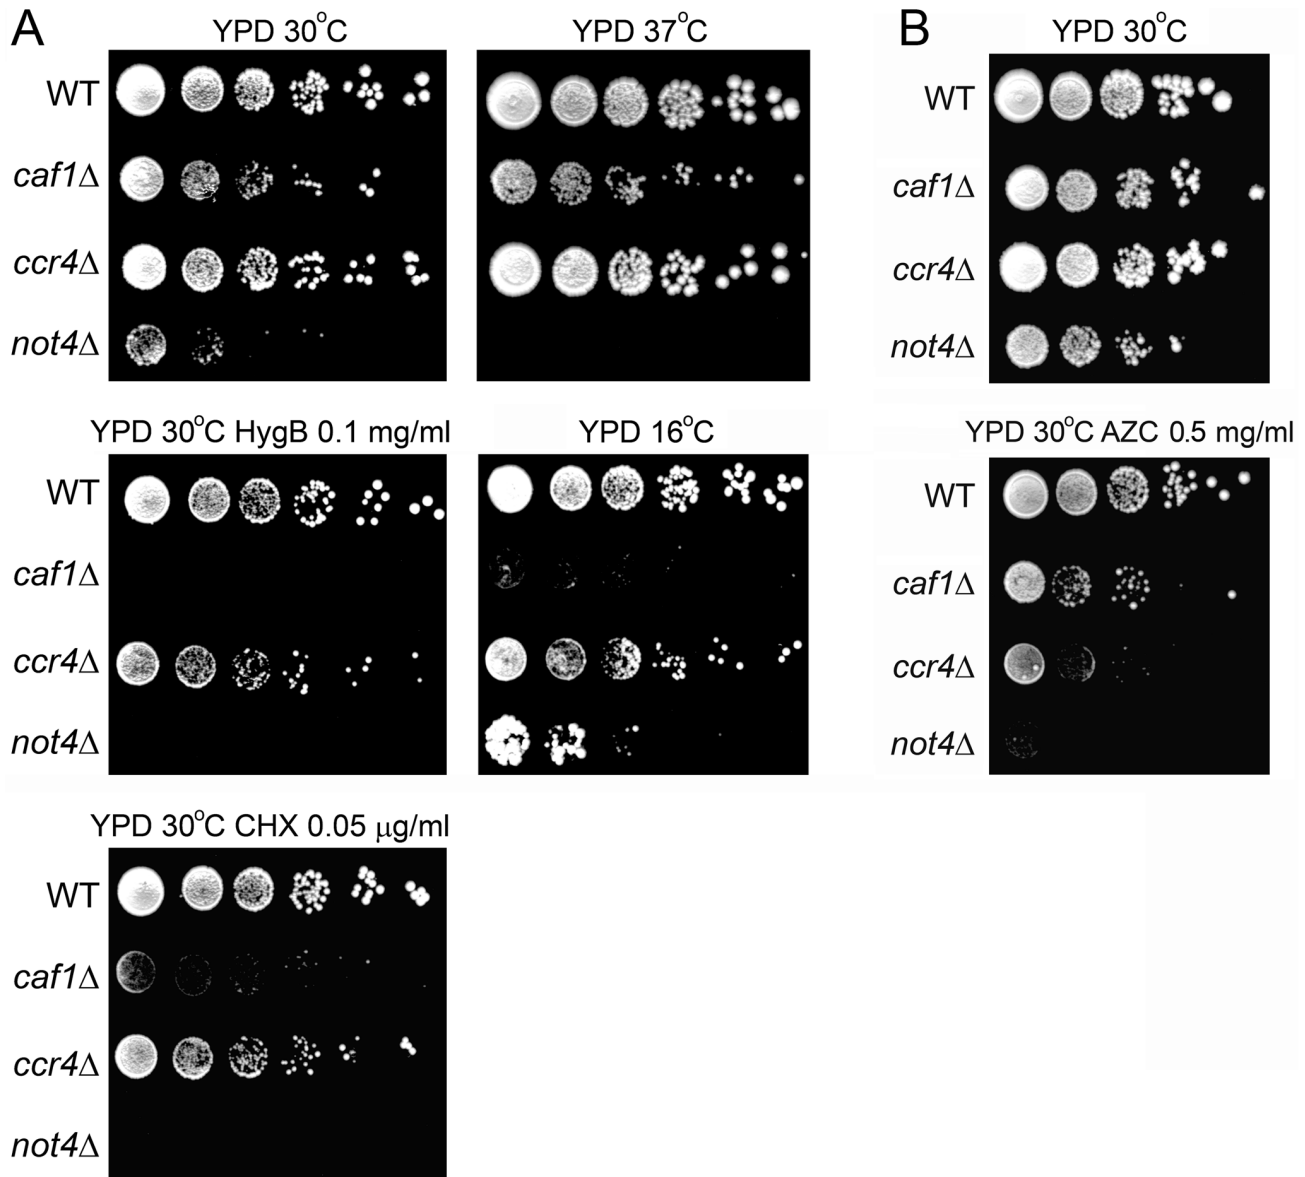 A
YPD 30°C
WT
caf1Δ
ccr4Δ
not4Δ
YPD 37°C
YPD 30°C HygB 0.1 mg/ml
WT
caf1Δ
ccr4Δ
not4Δ
YPD 16°C
YPD 30°C CHX 0.05 μg/ml
WT
caf1Δ
ccr4Δ
not4Δ
B
YPD 30°C
WT
caf1Δ
ccr4Δ
not4Δ
YPD 30°C AZC 0.5 mg/ml
WT
caf1Δ
ccr4Δ
not4Δ